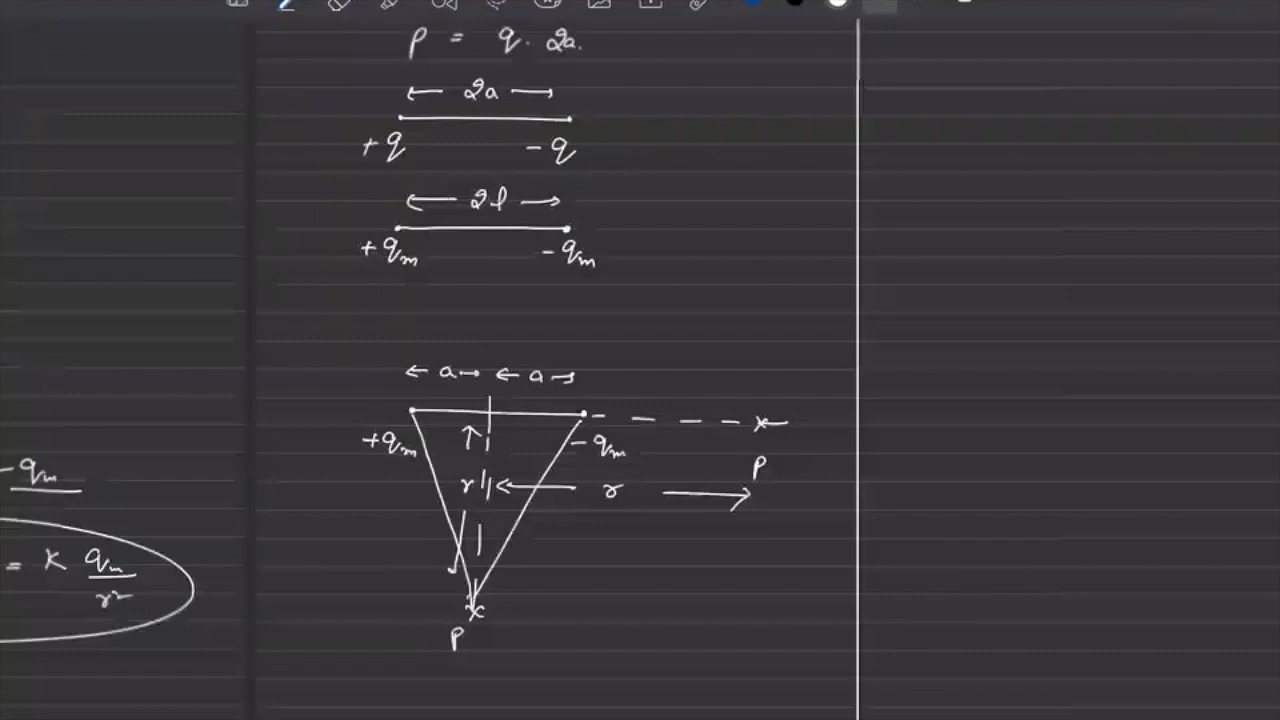 p = q. 2a.
2a
+q -q
2l
+qm -qm
a a
+qm -qm
P
r r
P
-qm
= K qm/r²